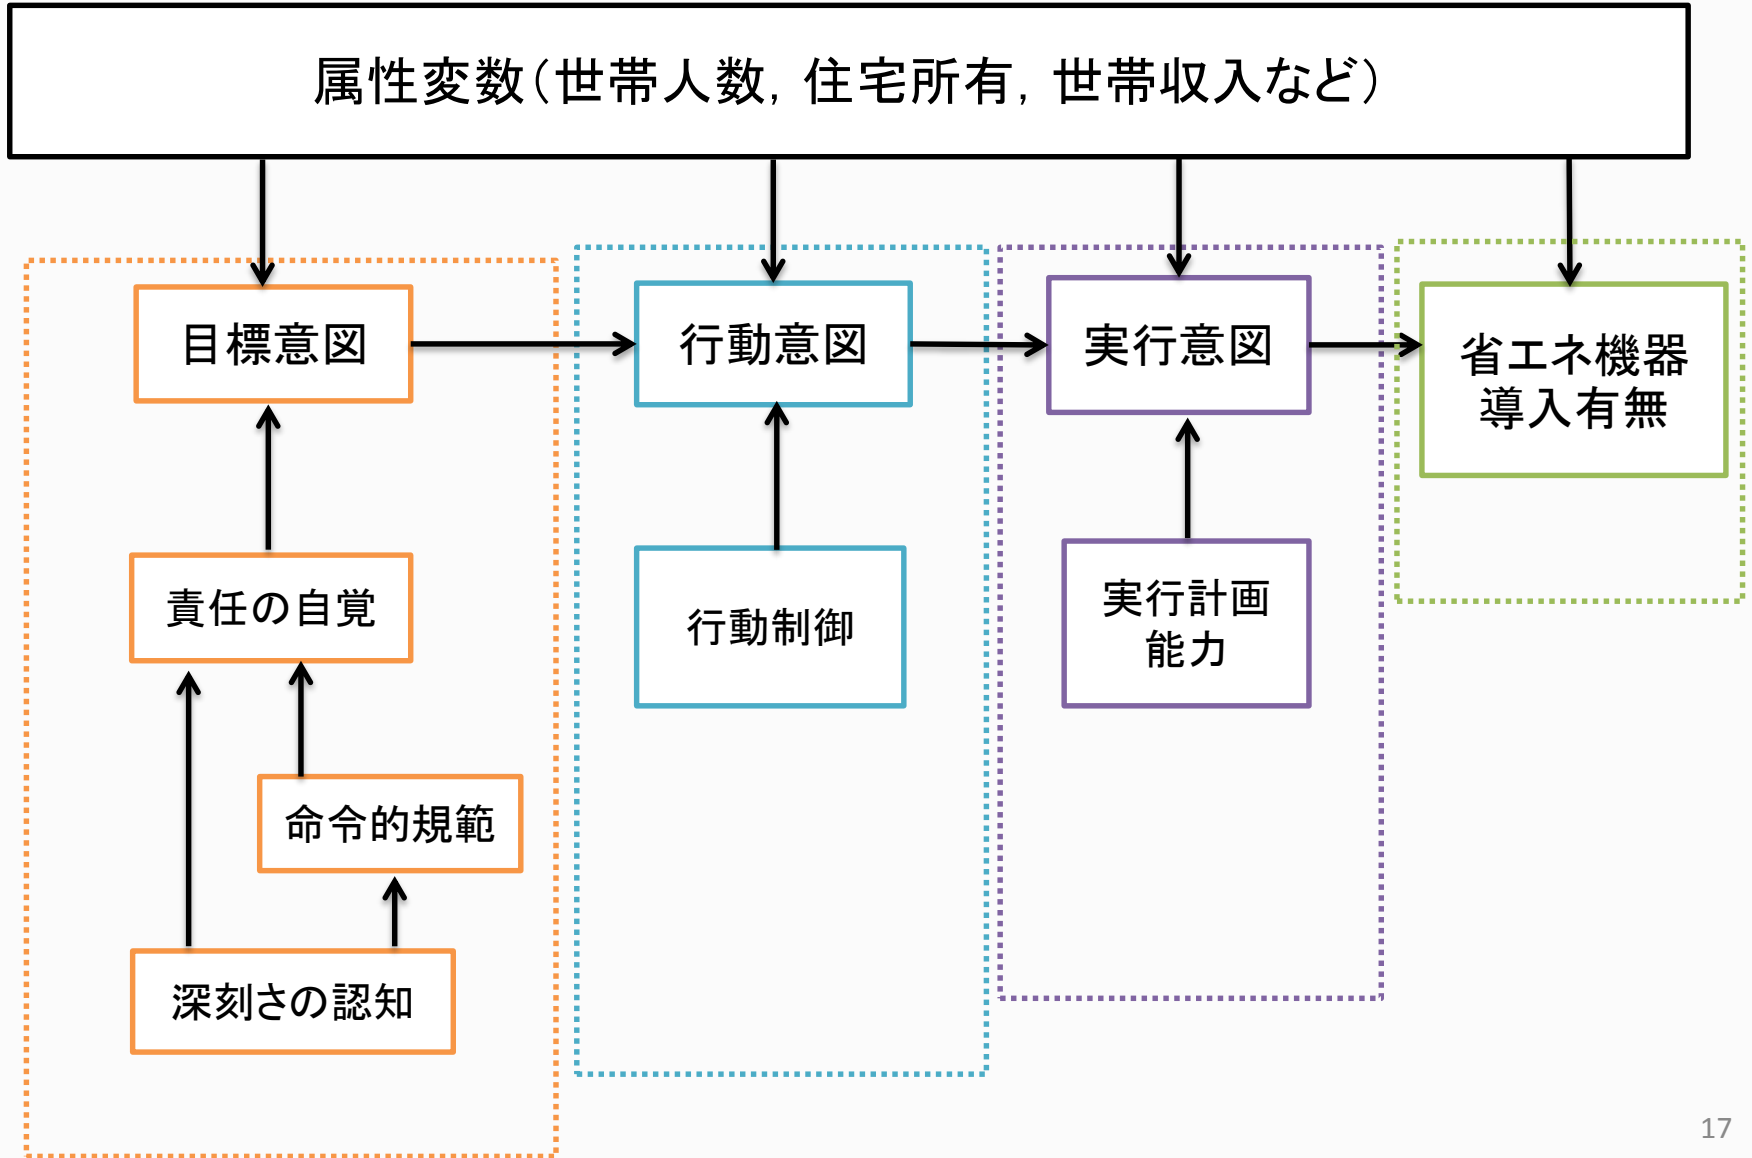 属性変数（世帯人数，住宅所有，世帯収入など）
目標意図
行動意図
実行意図
省エネ機器
導入有無
責任の自覚
行動制御
実行計画
能力
命令的規範
深刻さの認知
17